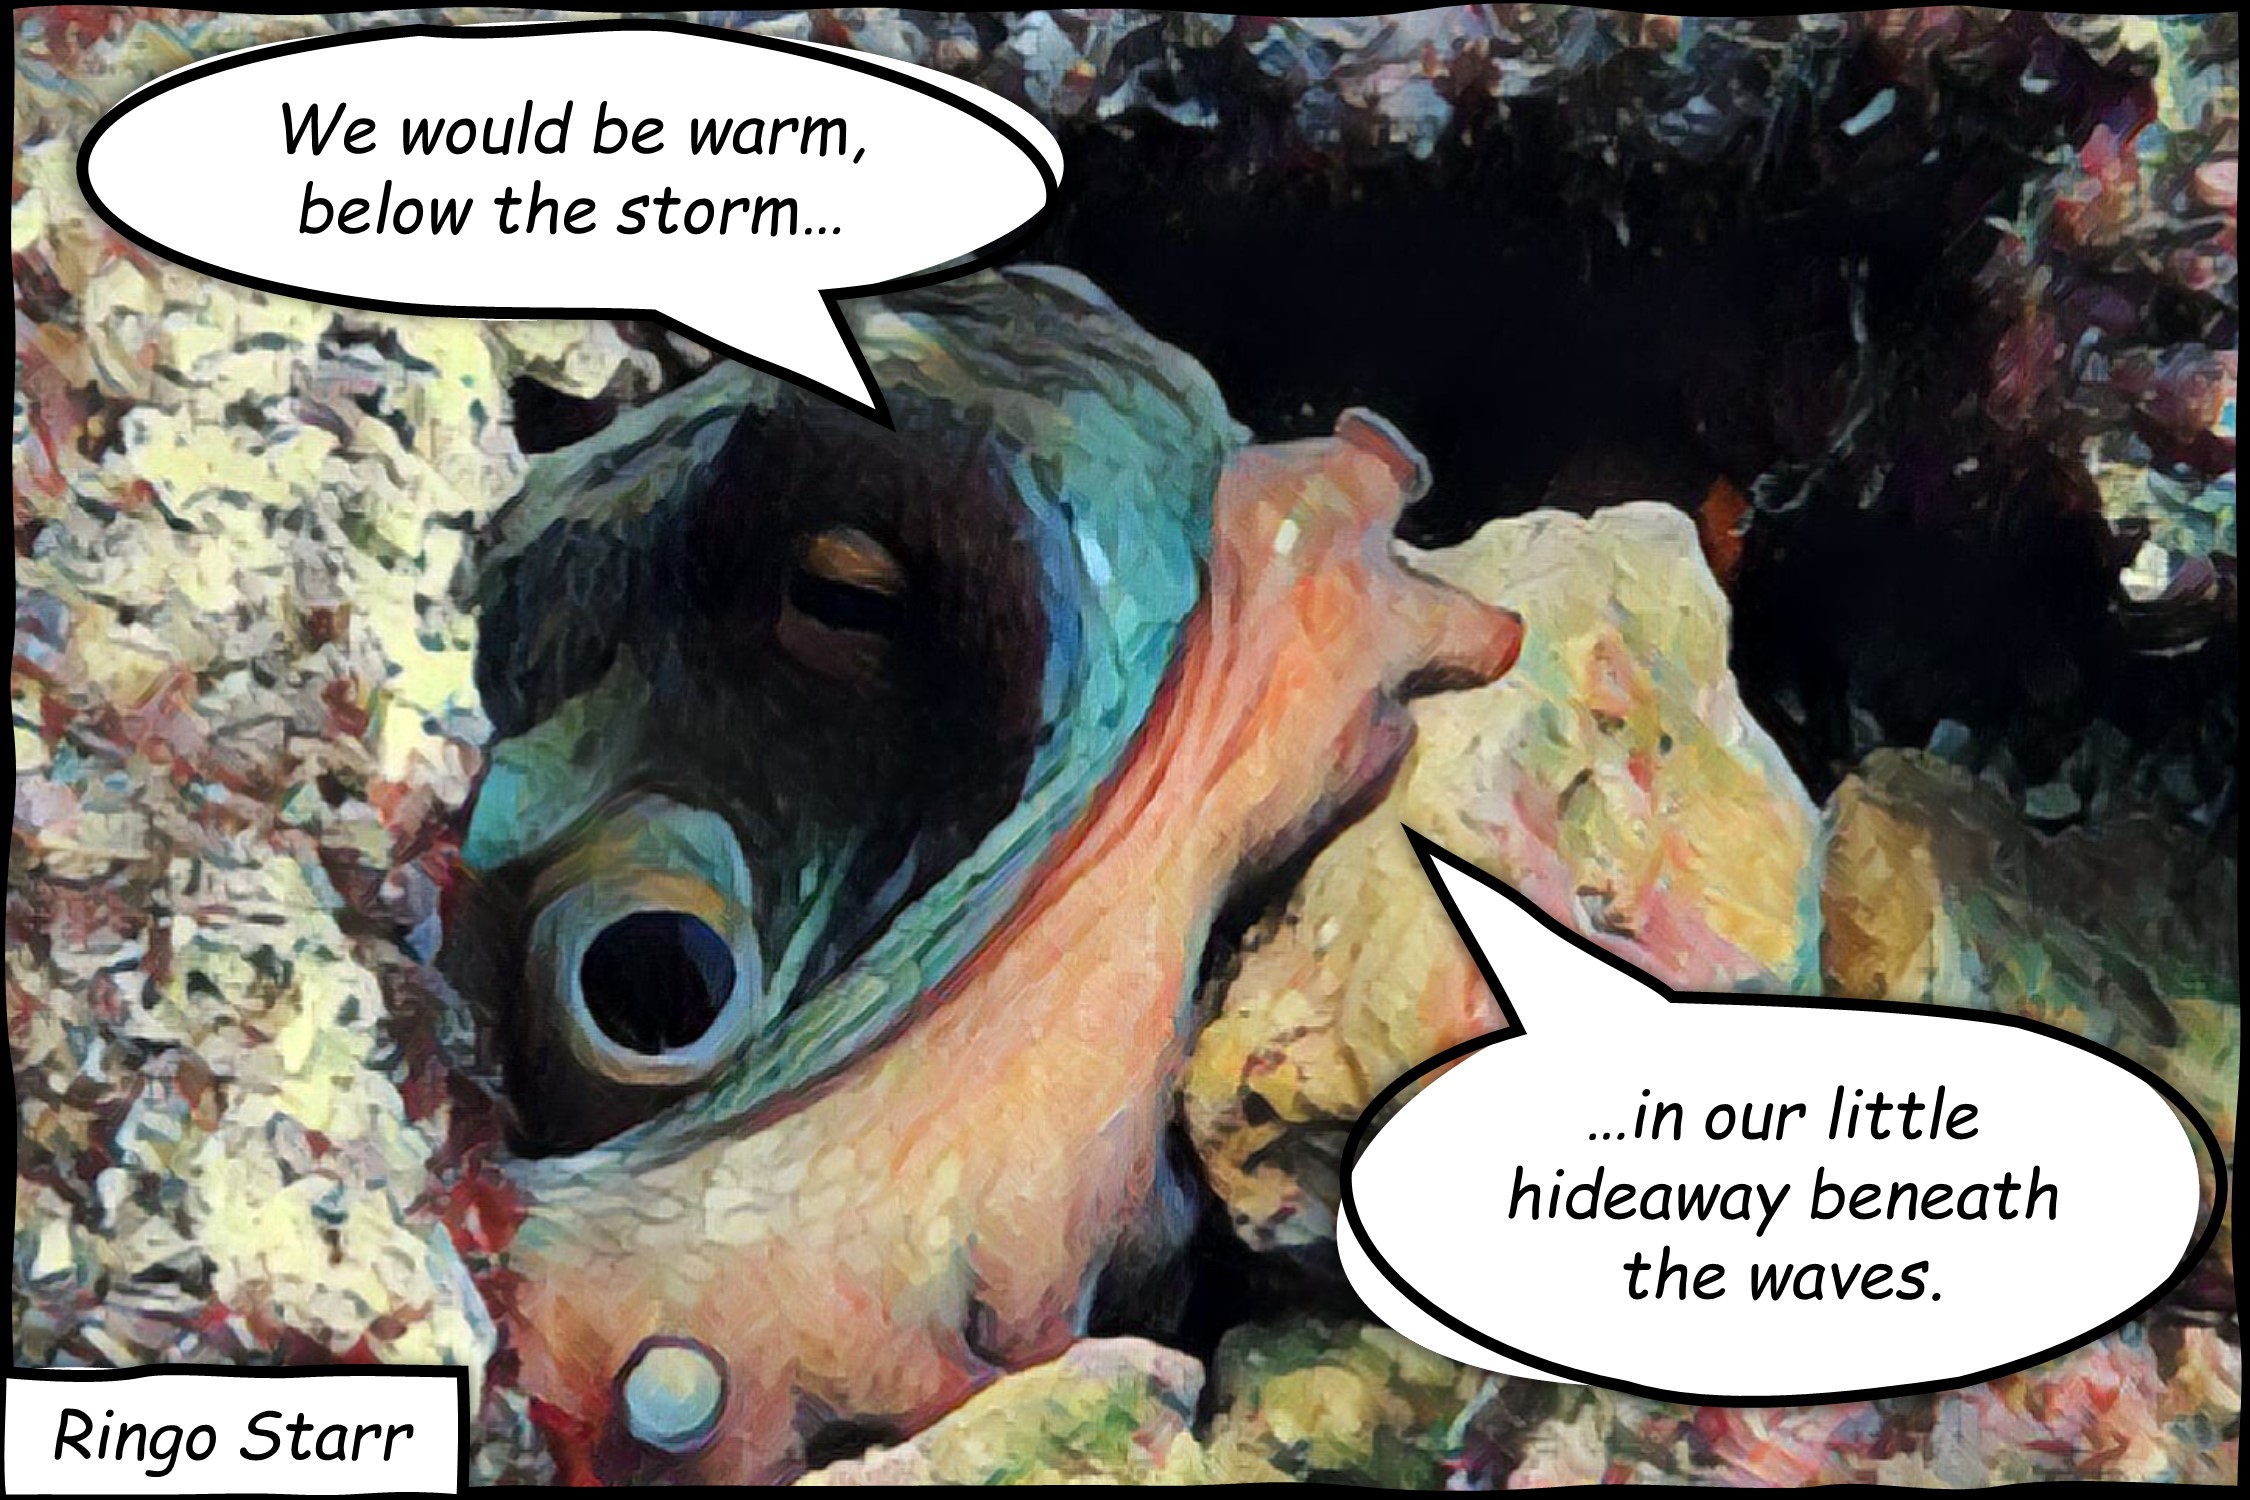 We would be warm,
below the storm...
...in our little
hideaway beneath
the waves.
Ringo Starr